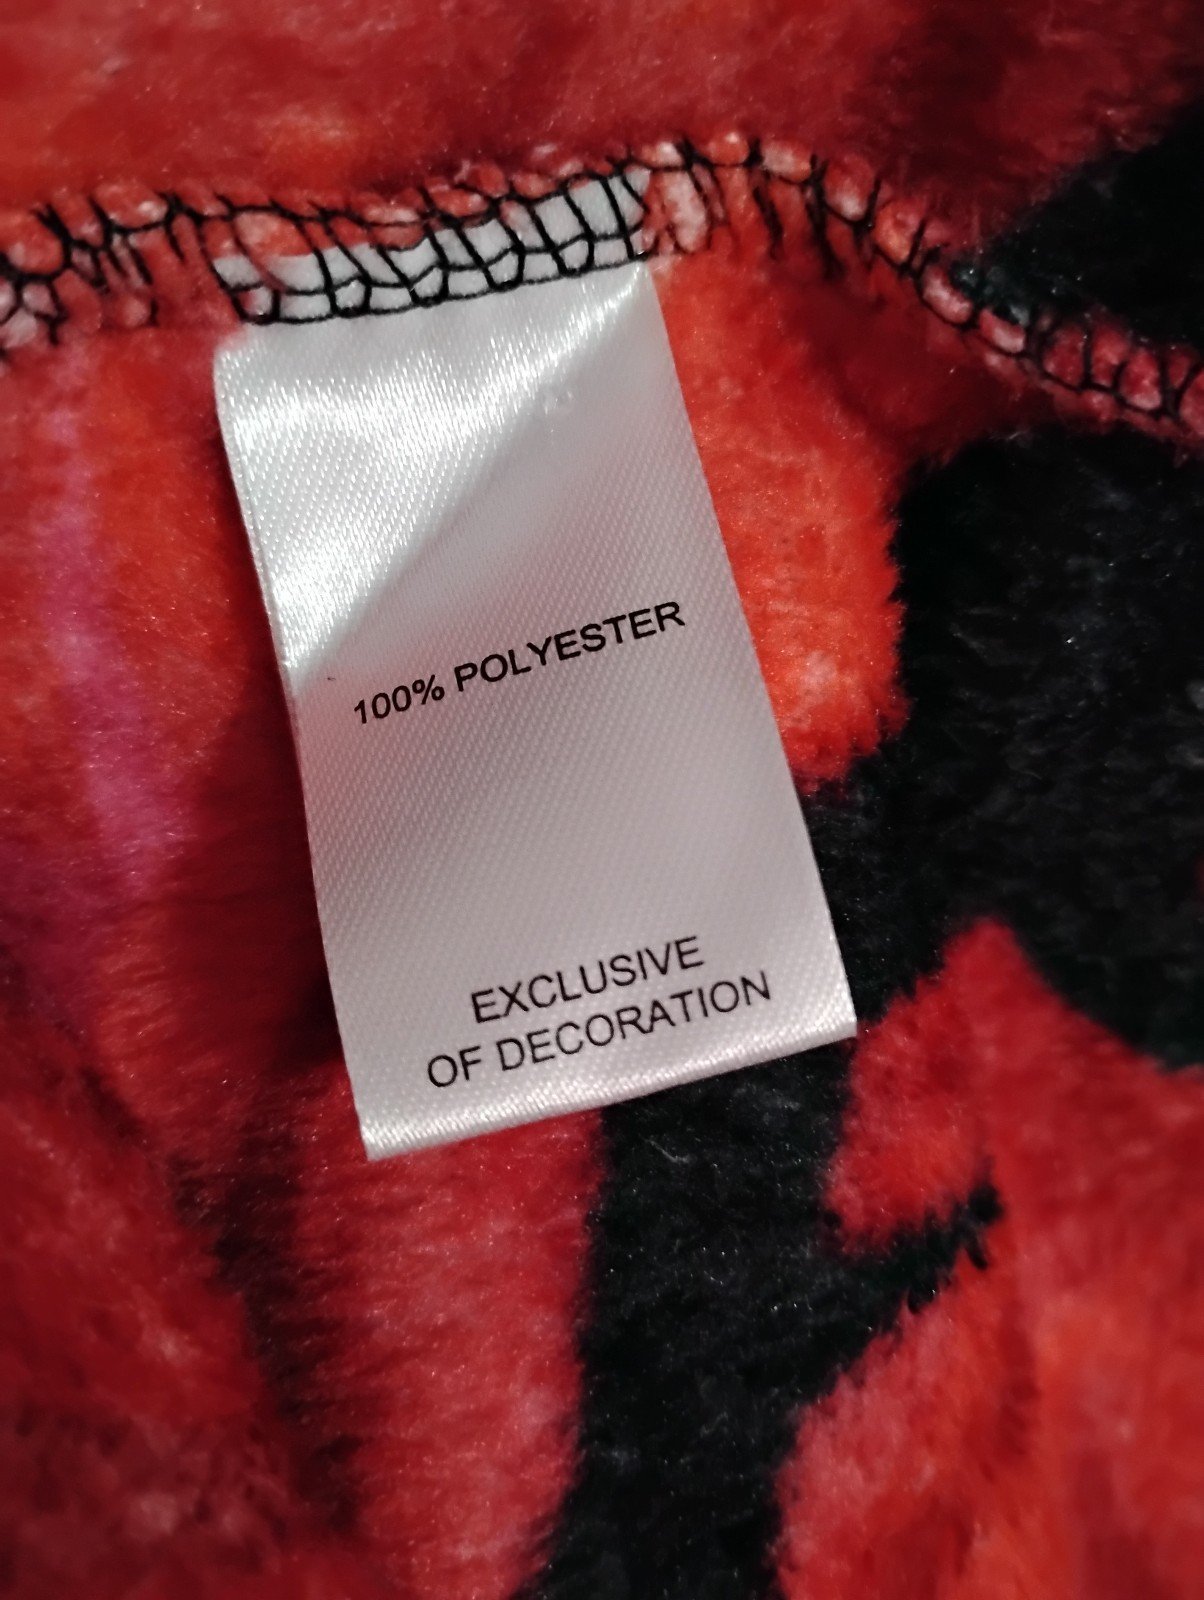 100% POLYESTER
EXCLUSIVE
OF DECORATION